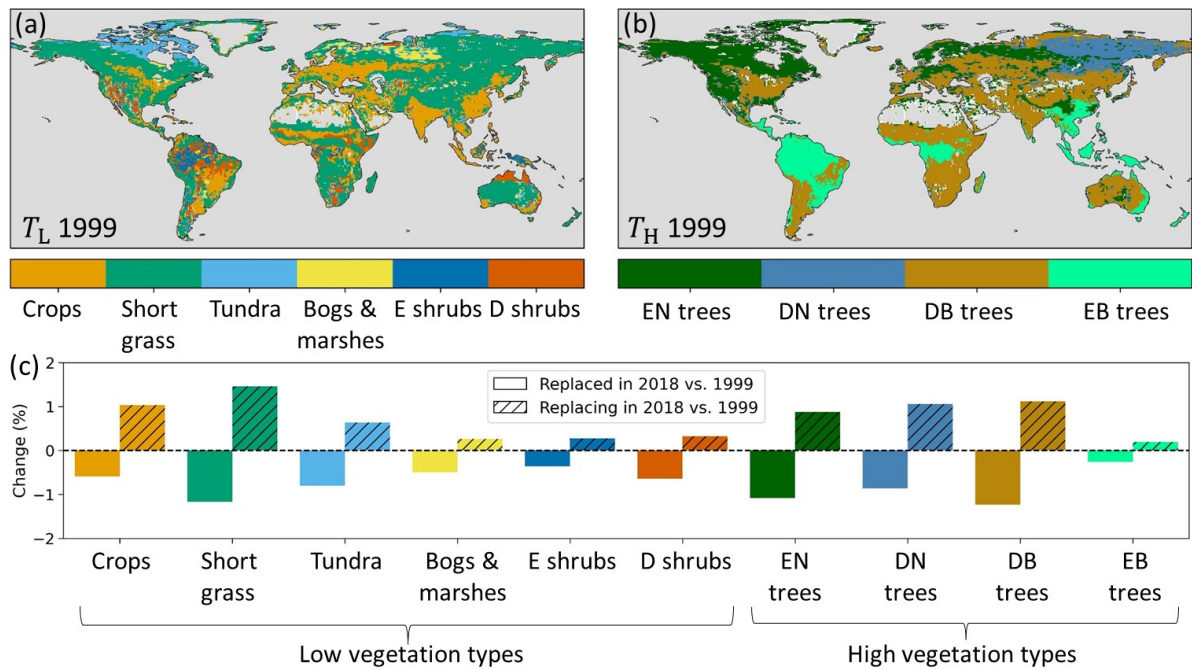 (a)
T_L 1999
(b)
T_H 1999
Crops
Short
grass
Tundra
Bogs &
marshes
E shrubs
D shrubs
EN trees
DN trees
DB trees
EB trees
(c)
Change (%)
2
1
0
−1
−2
Replaced in 2018 vs. 1999
Replacing in 2018 vs. 1999
Crops
Short
grass
Tundra
Bogs &
marshes
E shrubs
D shrubs
EN
trees
DN
trees
DB
trees
EB
trees
Low vegetation types
High vegetation types